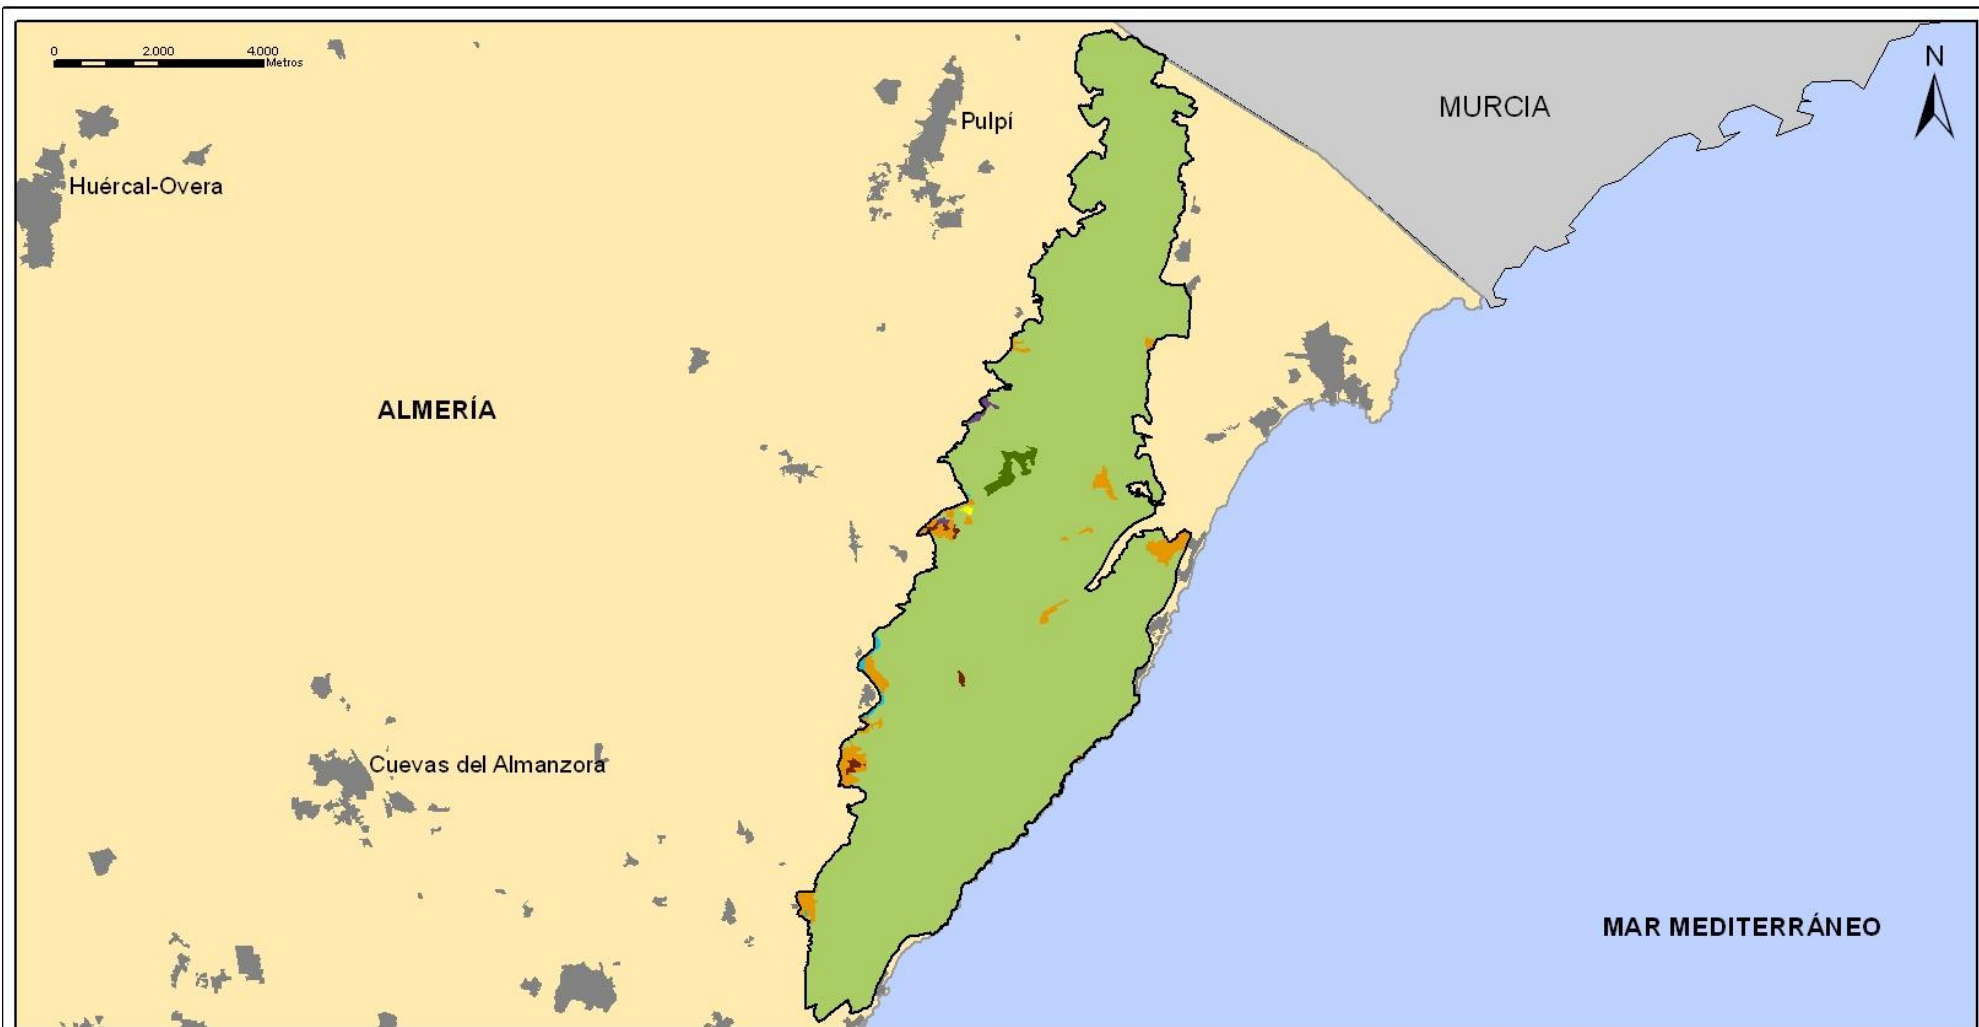 0 2.000 4.000
Metros
N
MURCIA
Pulpí
Huércal-Overa
ALMERÍA
Cuevas del Almanzora
MAR MEDITERRÁNEO